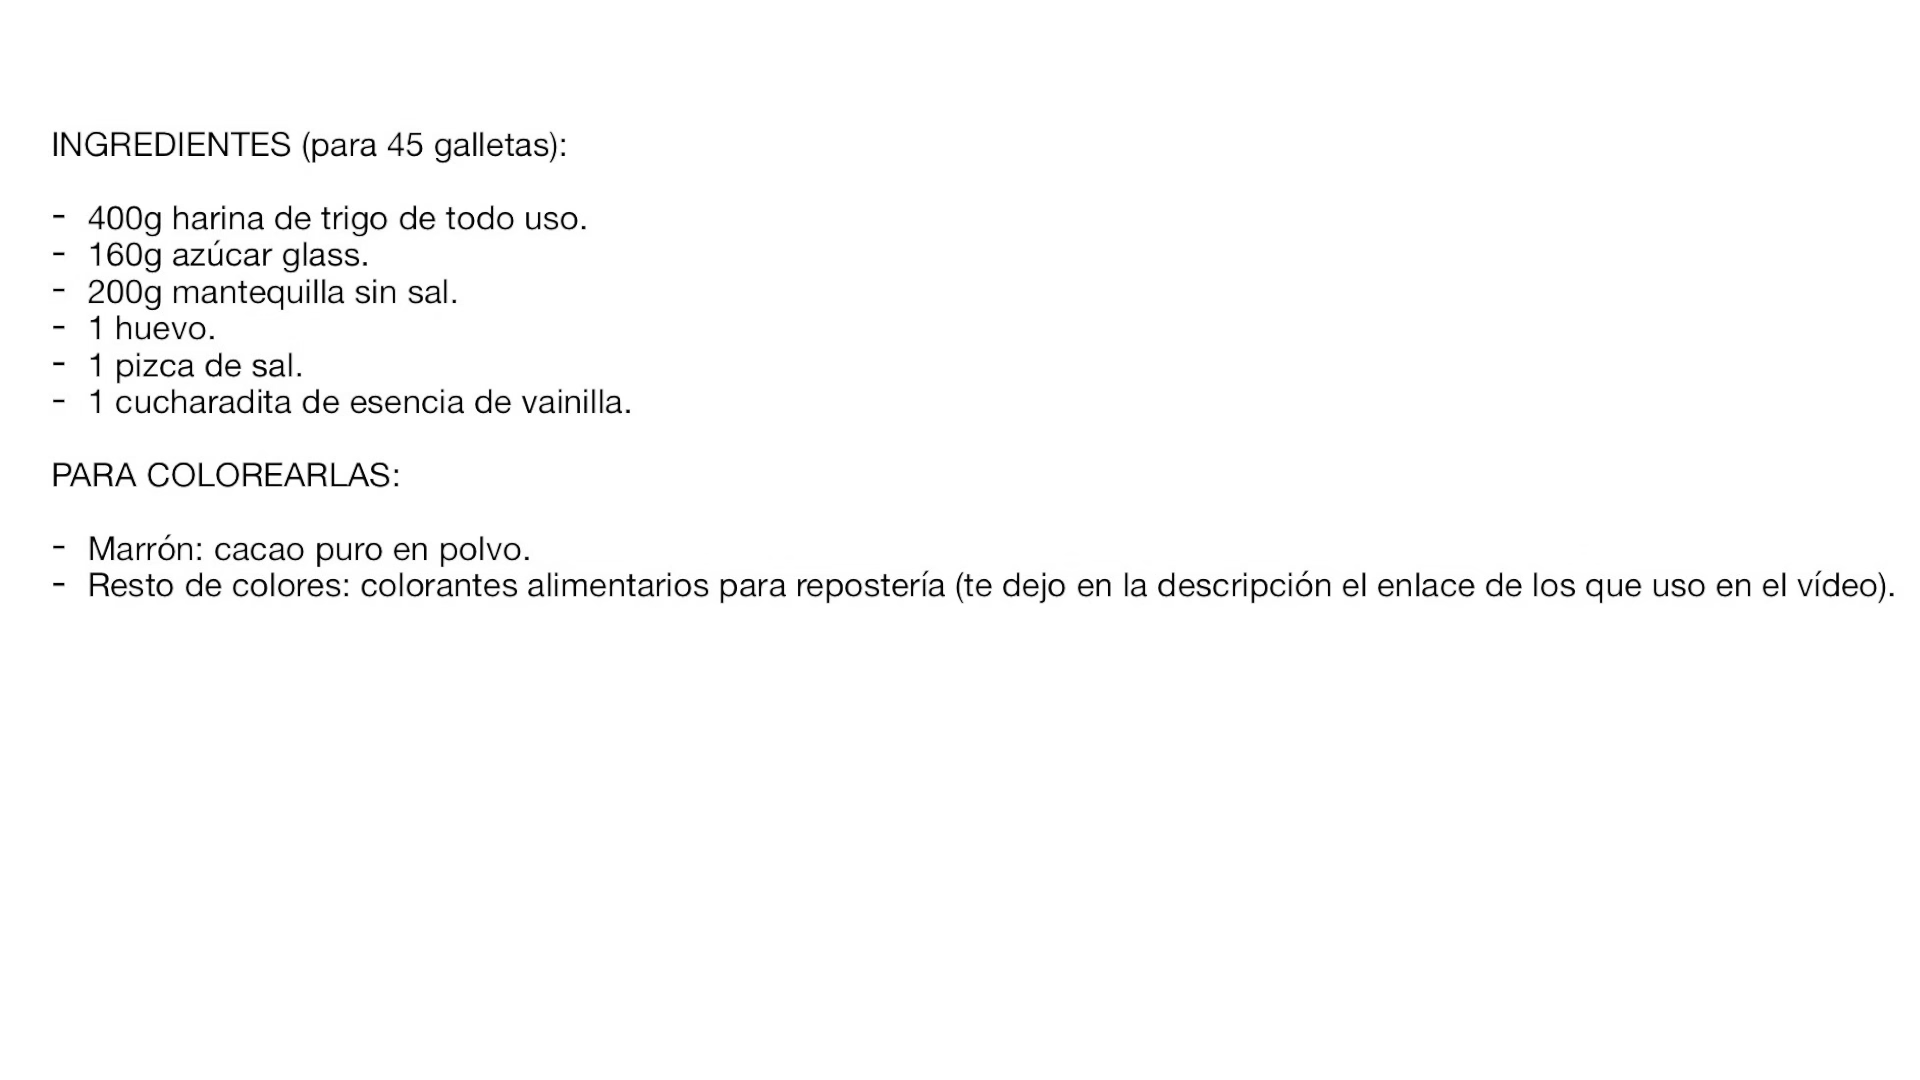 INGREDIENTES (para 45 galletas):
- 400g harina de trigo de todo uso.
- 160g azúcar glass.
- 200g mantequilla sin sal.
- 1 huevo.
- 1 pizca de sal.
- 1 cucharadita de esencia de vainilla.
PARA COLOREARLAS:
- Marrón: cacao puro en polvo.
- Resto de colores: colorantes alimentarios para repostería (te dejo en la descripción el enlace de los que uso en el vídeo).